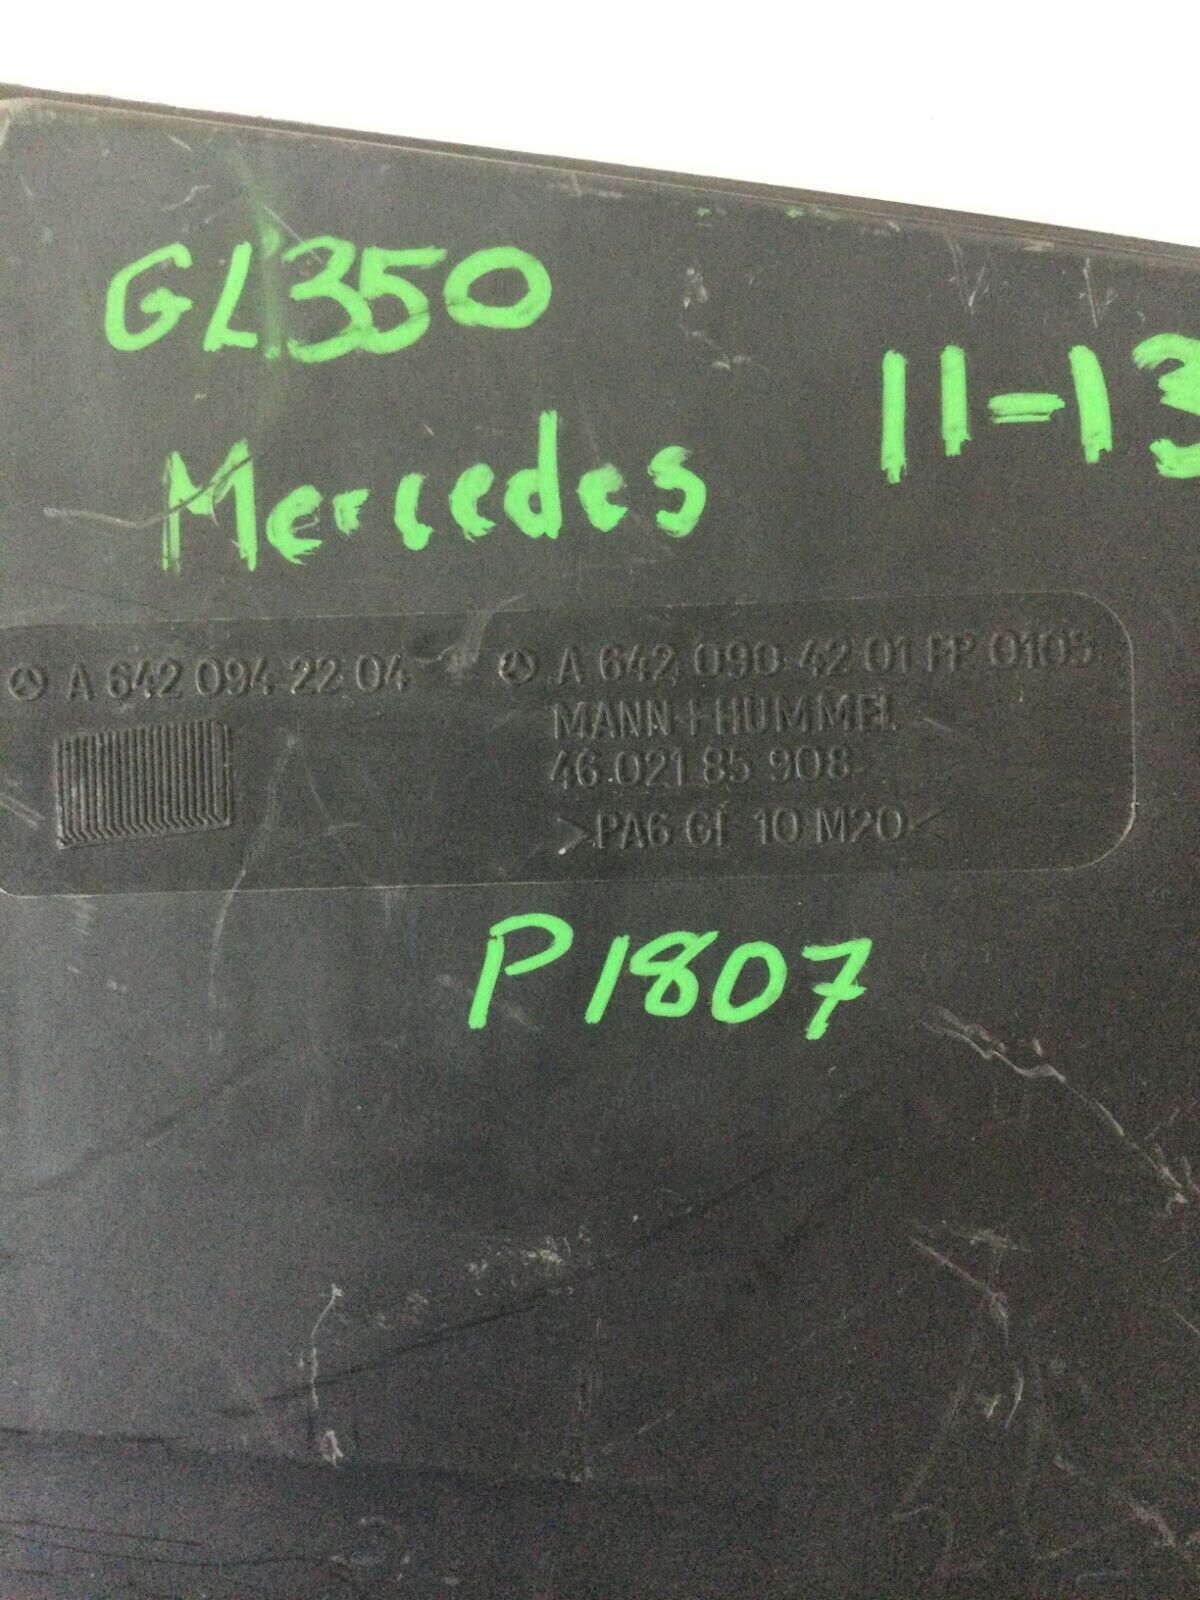 GL350
11-13
Mercedes
A 642 094 22 04
A 642 090 42 01 FP 0105
MANN+HUMMEL
46.021.85 908
>PA6 GF 10 M20<
P1807